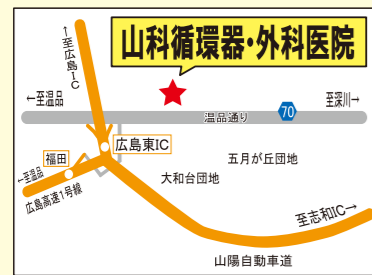 山科循環器・外科医院
↑至広島IC
←至温品
至深川→
温品通り
70
広島東IC
福田
←至温品
広島高速1号線
五月が丘団地
大和台団地
至志和IC→
山陽自動車道